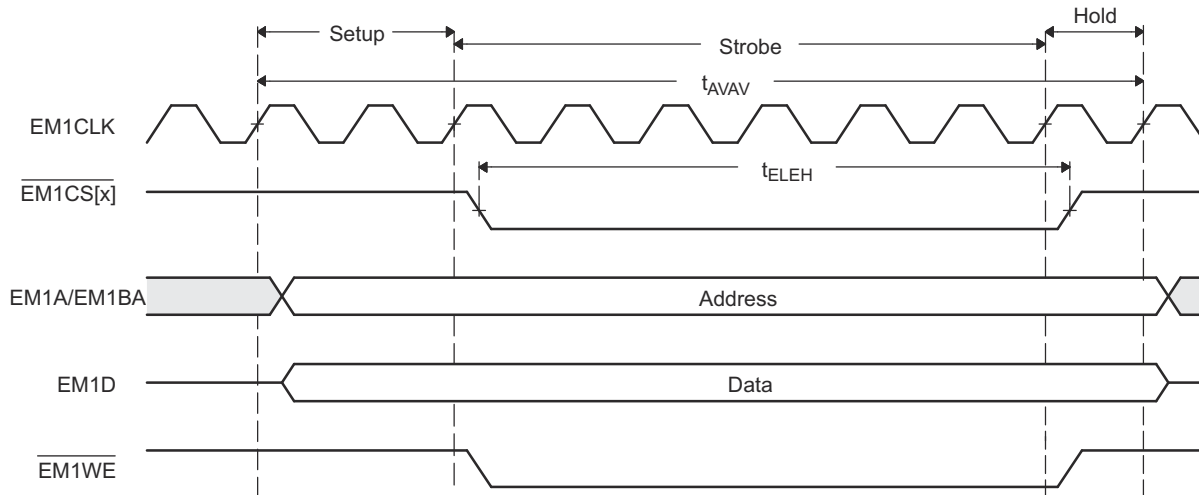 Setup
Strobe
Hold
tAVAV
EM1CLK
tELEH
EM1CS[x]
EM1A/EM1BA
Address
EM1D
Data
EM1WE